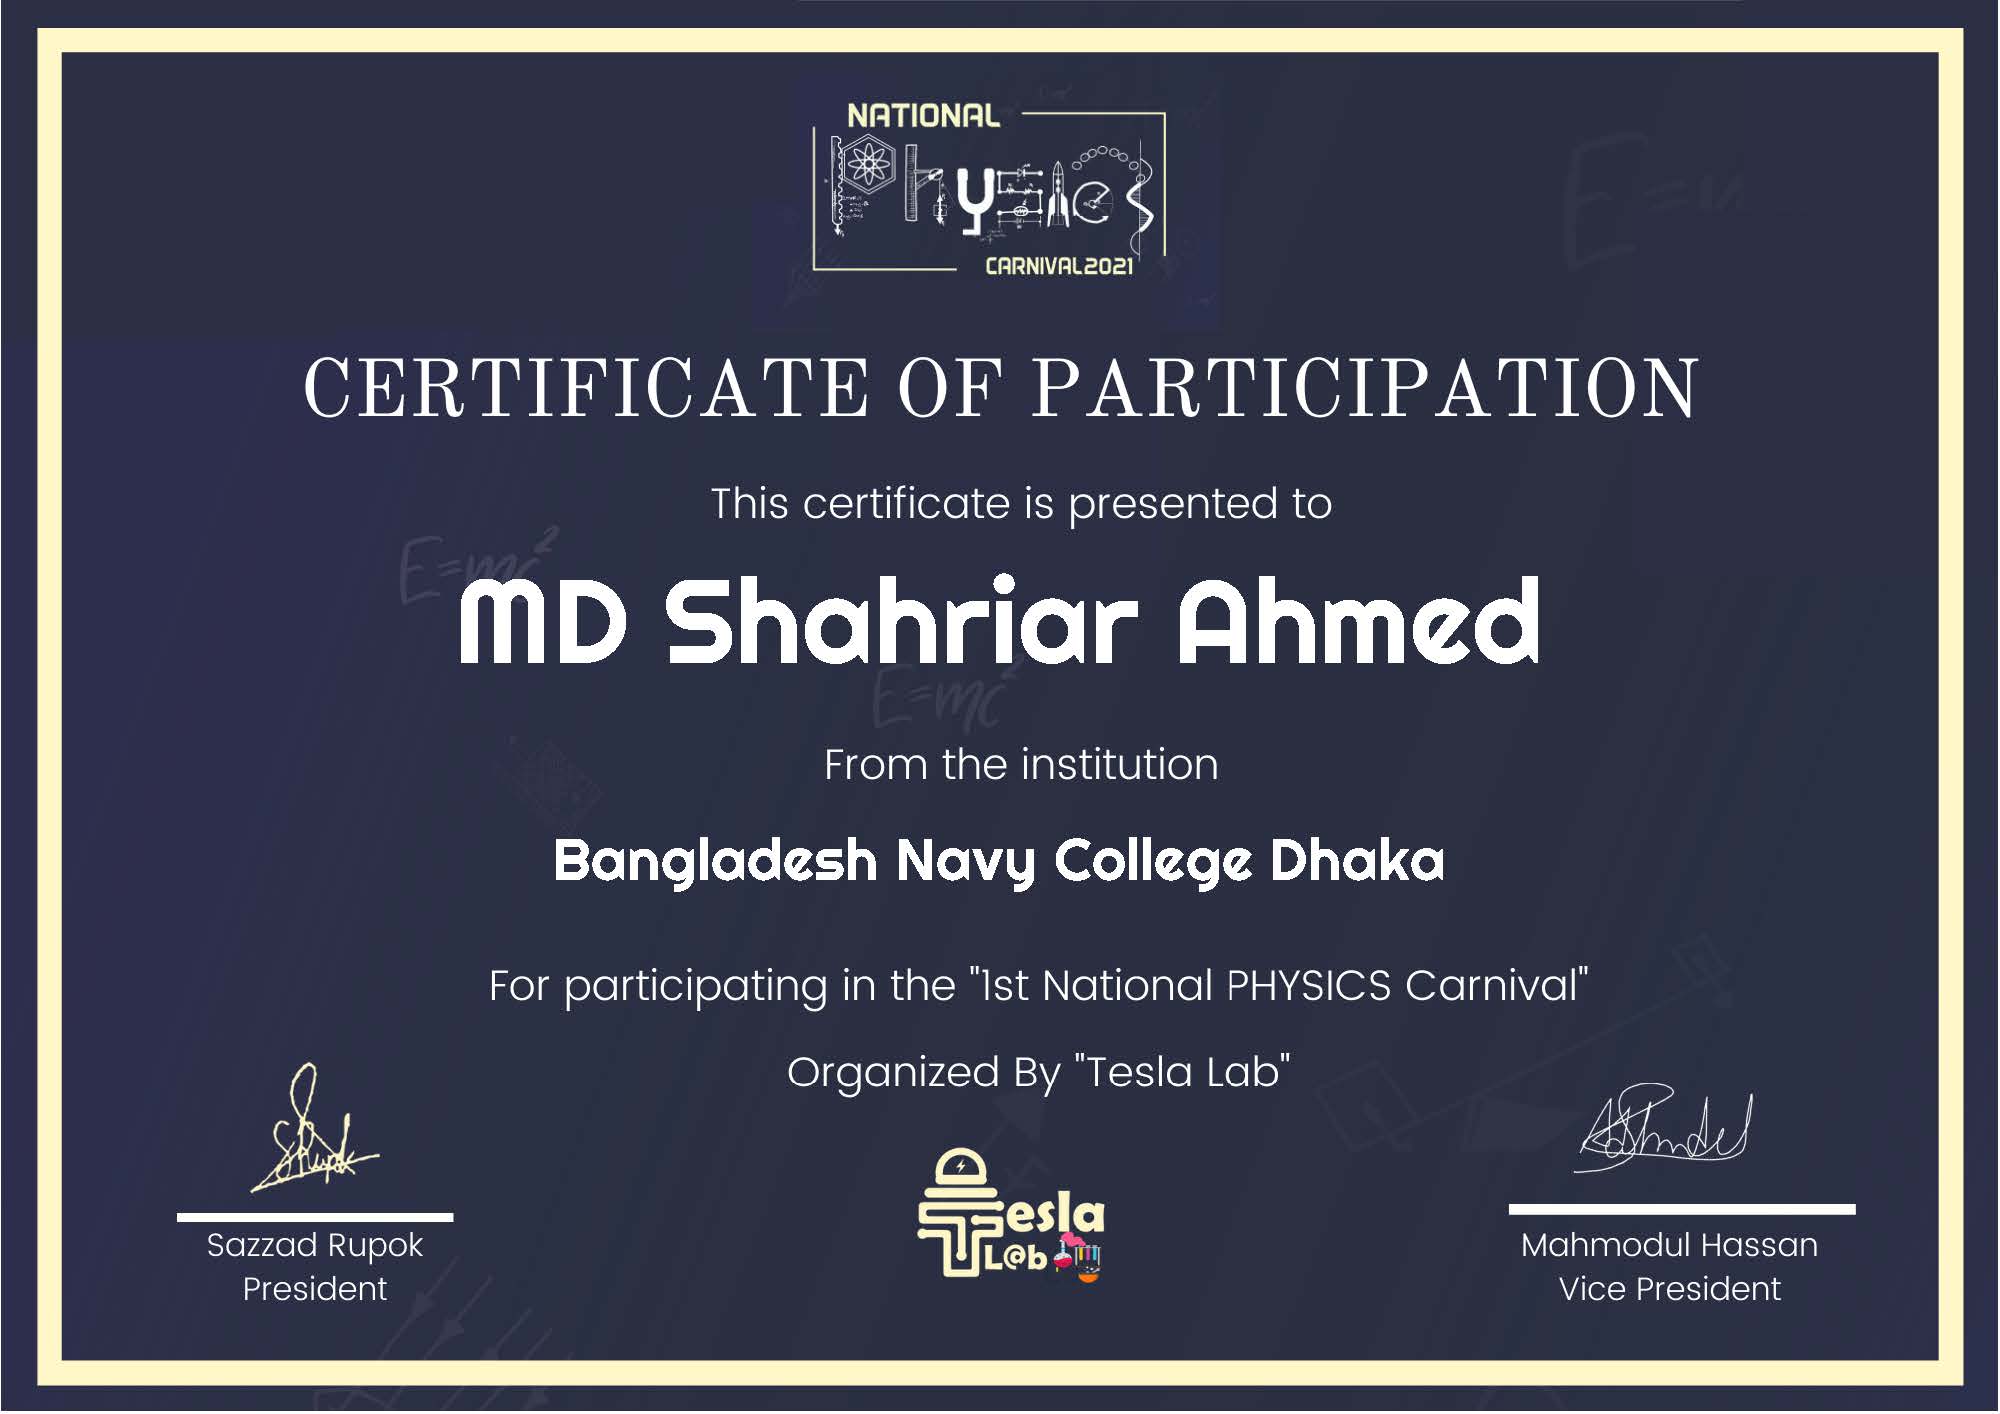 NATIONAL
Physics
CARNIVAL2021
CERTIFICATE OF PARTICIPATION
This certificate is presented to
E=mc²
MD Shahriar Ahmed
E=mc²
From the institution
Bangladesh Navy College Dhaka
For participating in the "1st National PHYSICS Carnival"
Organized By "Tesla Lab"
Tesla
L@b
Sazzad Rupok
President
Mahmodul Hassan
Vice President